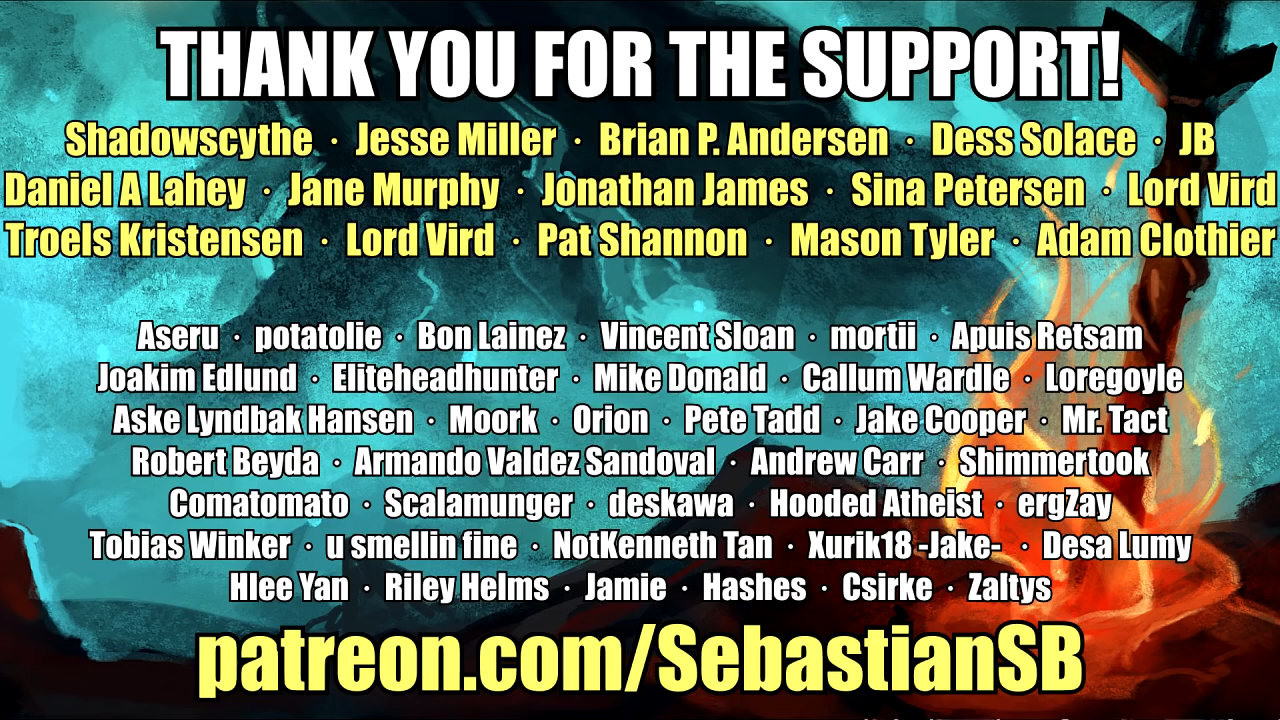 THANK YOU FOR THE SUPPORT!
Shadowscythe · Jesse Miller · Brian P. Andersen · Dess Solace · JB
Daniel A Lahey · Jane Murphy · Jonathan James · Sina Petersen · Lord Vird
Troels Kristensen · Lord Vird · Pat Shannon · Mason Tyler · Adam Clothier
Aseru · potatolie · Bon Lainez · Vincent Sloan · mortii · Apuis Retsam
Joakim Edlund · Eliteheadhunter · Mike Donald · Callum Wardle · Loregoyle
Aske Lyndbak Hansen · Moork · Orion · Pete Tadd · Jake Cooper · Mr. Tact
Robert Beyda · Armando Valdez Sandoval · Andrew Carr · Shimmertook
Comatomato · Scalamunger · deskawa · Hooded Atheist · ergZay
Tobias Winker · u smellin fine · NotKenneth Tan · Xurik18 -Jake- · Desa Lumy
Hlee Yan · Riley Helms · Jamie · Hashes · Csirke · Zaltys
patreon.com/SebastianSB